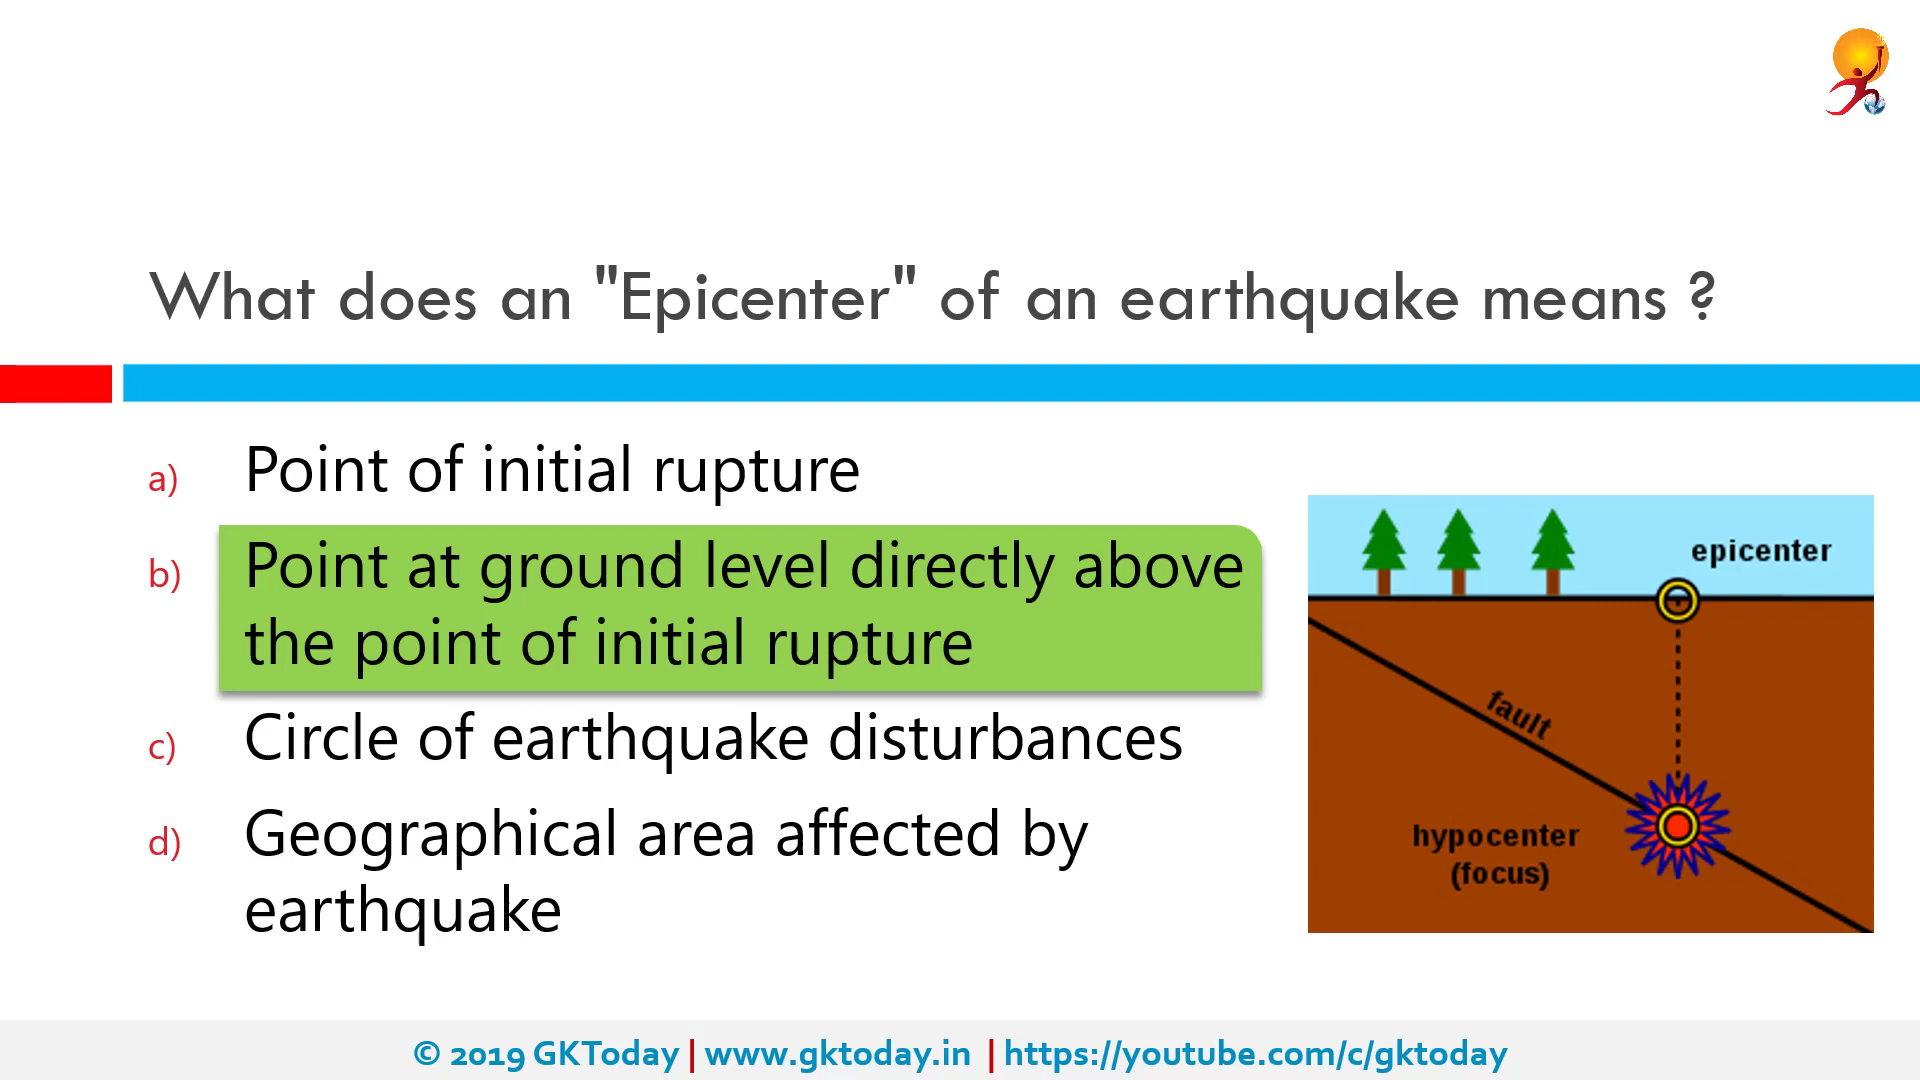 What does an "Epicenter" of an earthquake means ?
a) Point of initial rupture
b) Point at ground level directly above
the point of initial rupture
c) Circle of earthquake disturbances
d) Geographical area affected by
earthquake
epicenter
fault
hypocenter
(focus)
© 2019 GKToday | www.gktoday.in | https://youtube.com/c/gktoday